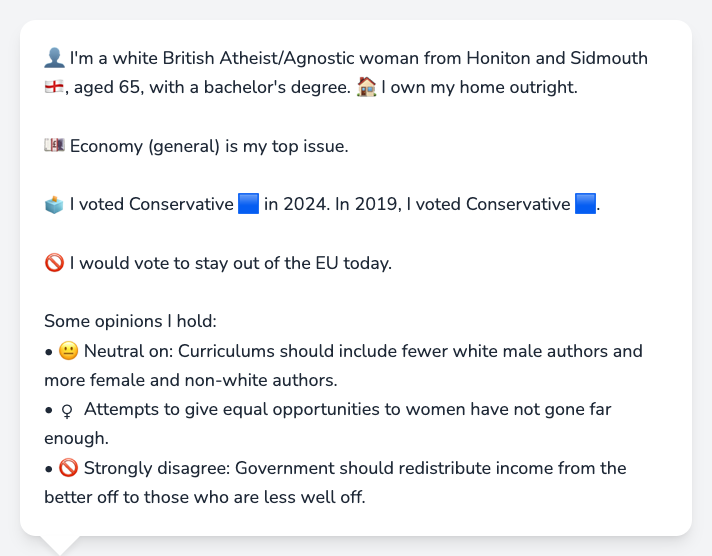 👤 I'm a white British Atheist/Agnostic woman from Honiton and Sidmouth
🏴󠁧󠁢󠁥󠁮󠁧󠁿, aged 65, with a bachelor's degree. 🏠 I own my home outright.
💷 Economy (general) is my top issue.
🗳️ I voted Conservative 🟦 in 2024. In 2019, I voted Conservative 🟦.
🚫 I would vote to stay out of the EU today.
Some opinions I hold:
• 😐 Neutral on: Curriculums should include fewer white male authors and
more female and non-white authors.
• ♀ Attempts to give equal opportunities to women have not gone far
enough.
• 🚫 Strongly disagree: Government should redistribute income from the
better off to those who are less well off.